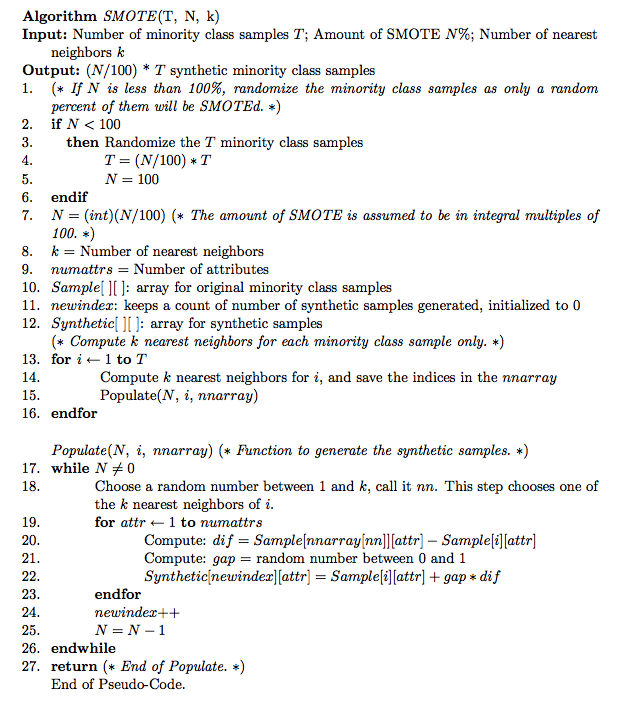 Algorithm SMOTE(T, N, k)
Input: Number of minority class samples T; Amount of SMOTE N%; Number of nearest
neighbors k
Output: (N/100) * T synthetic minority class samples
1. (∗ If N is less than 100%, randomize the minority class samples as only a random
percent of them will be SMOTEd. ∗)
2. if N < 100
3. then Randomize the T minority class samples
4. T = (N/100) ∗ T
5. N = 100
6. endif
7. N = (int)(N/100) (∗ The amount of SMOTE is assumed to be in integral multiples of
100. ∗)
8. k = Number of nearest neighbors
9. numattrs = Number of attributes
10. Sample[ ][ ]: array for original minority class samples
11. newindex: keeps a count of number of synthetic samples generated, initialized to 0
12. Synthetic[ ][ ]: array for synthetic samples
(∗ Compute k nearest neighbors for each minority class sample only. ∗)
13. for i ← 1 to T
14. Compute k nearest neighbors for i, and save the indices in the nnarray
15. Populate(N, i, nnarray)
16. endfor
Populate(N, i, nnarray) (∗ Function to generate the synthetic samples. ∗)
17. while N ≠ 0
18. Choose a random number between 1 and k, call it nn. This step chooses one of
the k nearest neighbors of i.
19. for attr ← 1 to numattrs
20. Compute: dif = Sample[nnarray[nn]][attr] − Sample[i][attr]
21. Compute: gap = random number between 0 and 1
22. Synthetic[newindex][attr] = Sample[i][attr] + gap ∗ dif
23. endfor
24. newindex++
25. N = N − 1
26. endwhile
27. return (∗ End of Populate. ∗)
End of Pseudo-Code.